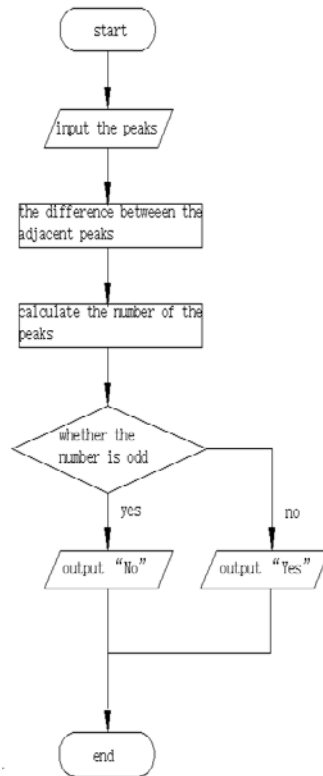 start
input the peaks
the difference betweeen the
adjacent peaks
calculate the number of the
peaks
whether the
number is odd
yes
no
output “No”
output “Yes”
end